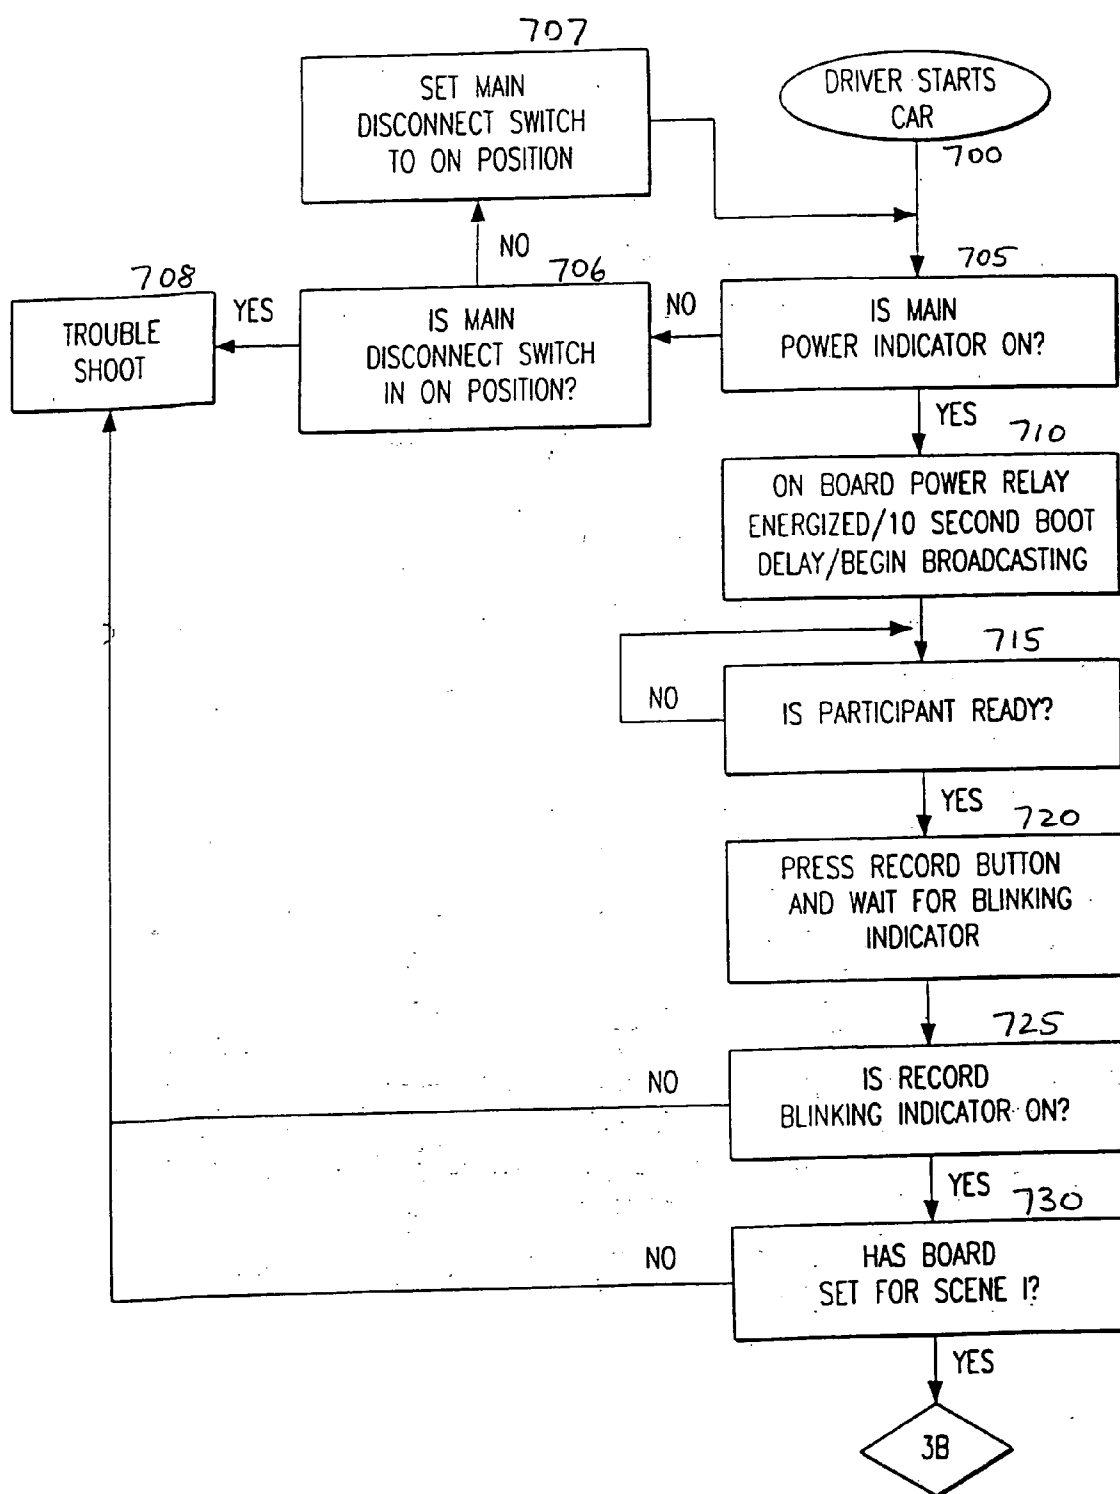 707
SET MAIN
DISCONNECT SWITCH
TO ON POSITION
DRIVER STARTS
CAR
700
NO
708
TROUBLE
SHOOT
YES
706
IS MAIN
DISCONNECT SWITCH
IN ON POSITION?
NO
705
IS MAIN
POWER INDICATOR ON?
YES
710
ON BOARD POWER RELAY
ENERGIZED/10 SECOND BOOT
DELAY/BEGIN BROADCASTING
715
NO
IS PARTICIPANT READY?
YES
720
PRESS RECORD BUTTON
AND WAIT FOR BLINKING
INDICATOR
725
NO
IS RECORD
BLINKING INDICATOR ON?
YES
730
NO
HAS BOARD
SET FOR SCENE I?
YES
3B